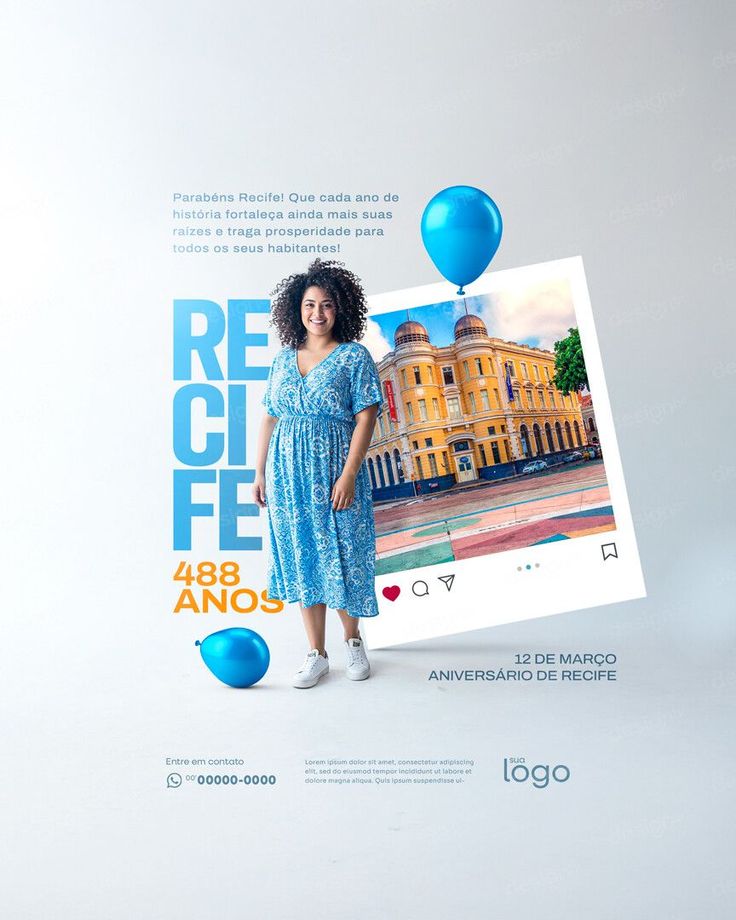 Parabéns Recife! Que cada ano de
história fortaleça ainda mais suas
raízes e traga prosperidade para
todos os seus habitantes!
RE
CI
FE
488
ANOS
12 DE MARÇO
ANIVERSÁRIO DE RECIFE
Entre em contato
00' 00000-0000
Lorem ipsum dolor sit amet, consectetur adipiscing
elit, sed do eiusmod tempor incididunt ut labore et
dolore magna aliqua. Quis ipsum suspendisse ul-
sua
logo